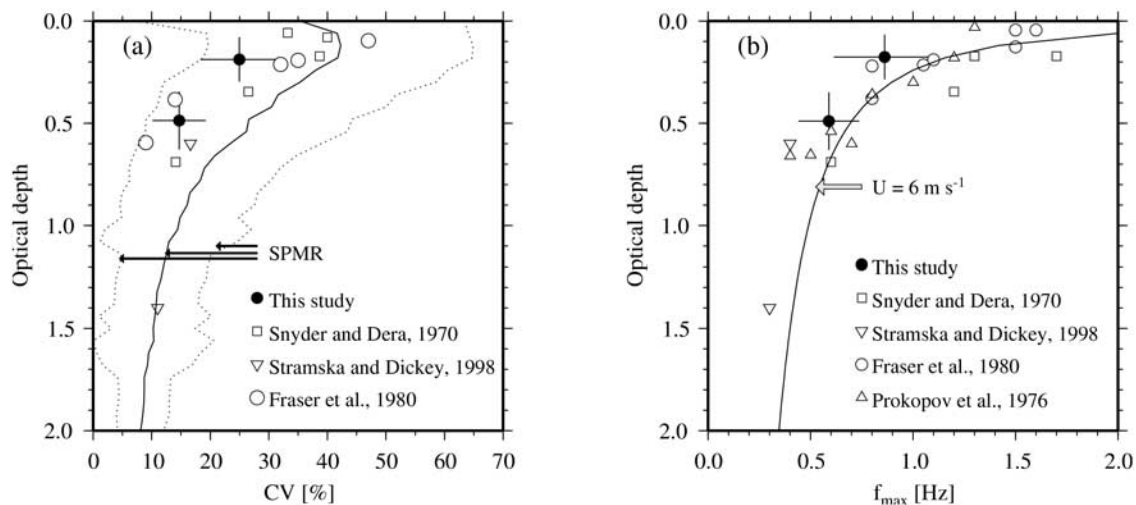 (a)
Optical depth
0.0
0.5
1.0
1.5
2.0
SPMR
This study
Snyder and Dera, 1970
Stramska and Dickey, 1998
Fraser et al., 1980
0 10 20 30 40 50 60 70
CV [%]
(b)
Optical depth
0.0
0.5
1.0
1.5
2.0
U = 6 m s⁻¹
This study
Snyder and Dera, 1970
Stramska and Dickey, 1998
Fraser et al., 1980
Prokopov et al., 1976
0.0 0.5 1.0 1.5 2.0
fmax [Hz]